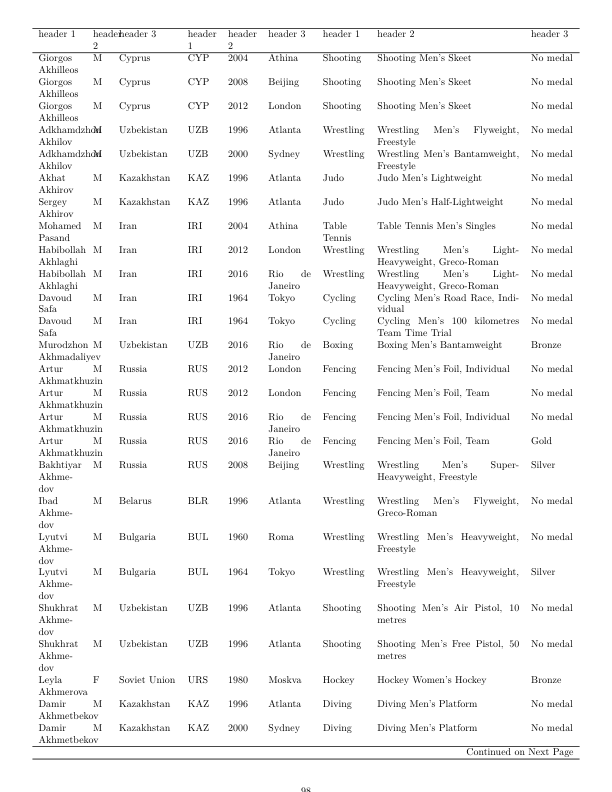 header 1 header 2 header 3 header 1 header 2 header 3 header 1 header 2 header 3
Giorgos Akhilleos M Cyprus CYP 2004 Athina Shooting Shooting Men's Skeet No medal
Giorgos Akhilleos M Cyprus CYP 2008 Beijing Shooting Shooting Men's Skeet No medal
Giorgos Akhilleos M Cyprus CYP 2012 London Shooting Shooting Men's Skeet No medal
Adkhamdzhon Akhilov M Uzbekistan UZB 1996 Atlanta Wrestling Wrestling Men's Flyweight, Freestyle No medal
Adkhamdzhon Akhilov M Uzbekistan UZB 2000 Sydney Wrestling Wrestling Men's Bantamweight, Freestyle No medal
Akhat Akhirov M Kazakhstan KAZ 1996 Atlanta Judo Judo Men's Lightweight No medal
Sergey Akhirov M Kazakhstan KAZ 1996 Atlanta Judo Judo Men's Half-Lightweight No medal
Mohamed Pasand M Iran IRI 2004 Athina Table Tennis Table Tennis Men's Singles No medal
Habibollah Akhlaghi M Iran IRI 2012 London Wrestling Wrestling Men's Light-Heavyweight, Greco-Roman No medal
Habibollah Akhlaghi M Iran IRI 2016 Rio de Janeiro Wrestling Wrestling Men's Light-Heavyweight, Greco-Roman No medal
Davoud Safa M Iran IRI 1964 Tokyo Cycling Cycling Men's Road Race, Indi-vidual No medal
Davoud Safa M Iran IRI 1964 Tokyo Cycling Cycling Men's 100 kilometres Team Time Trial No medal
Murodzhon Akhmadaliyev M Uzbekistan UZB 2016 Rio de Janeiro Boxing Boxing Men's Bantamweight Bronze
Artur Akhmatkhuzin M Russia RUS 2012 London Fencing Fencing Men's Foil, Individual No medal
Artur Akhmatkhuzin M Russia RUS 2012 London Fencing Fencing Men's Foil, Team No medal
Artur Akhmatkhuzin M Russia RUS 2016 Rio de Janeiro Fencing Fencing Men's Foil, Individual No medal
Artur Akhmatkhuzin M Russia RUS 2016 Rio de Janeiro Fencing Fencing Men's Foil, Team Gold
Bakhtiyar Akhme-dov M Russia RUS 2008 Beijing Wrestling Wrestling Men's Super-Heavyweight, Freestyle Silver
Ibad Akhme-dov M Belarus BLR 1996 Atlanta Wrestling Wrestling Men's Flyweight, Greco-Roman No medal
Lyutvi Akhme-dov M Bulgaria BUL 1960 Roma Wrestling Wrestling Men's Heavyweight, Freestyle No medal
Lyutvi Akhme-dov M Bulgaria BUL 1964 Tokyo Wrestling Wrestling Men's Heavyweight, Freestyle Silver
Shukhrat Akhme-dov M Uzbekistan UZB 1996 Atlanta Shooting Shooting Men's Air Pistol, 10 metres No medal
Shukhrat Akhme-dov M Uzbekistan UZB 1996 Atlanta Shooting Shooting Men's Free Pistol, 50 metres No medal
Leyla Akhmerova F Soviet Union URS 1980 Moskva Hockey Hockey Women's Hockey Bronze
Damir Akhmetbekov M Kazakhstan KAZ 1996 Atlanta Diving Diving Men's Platform No medal
Damir Akhmetbekov M Kazakhstan KAZ 2000 Sydney Diving Diving Men's Platform No medal
Continued on Next Page